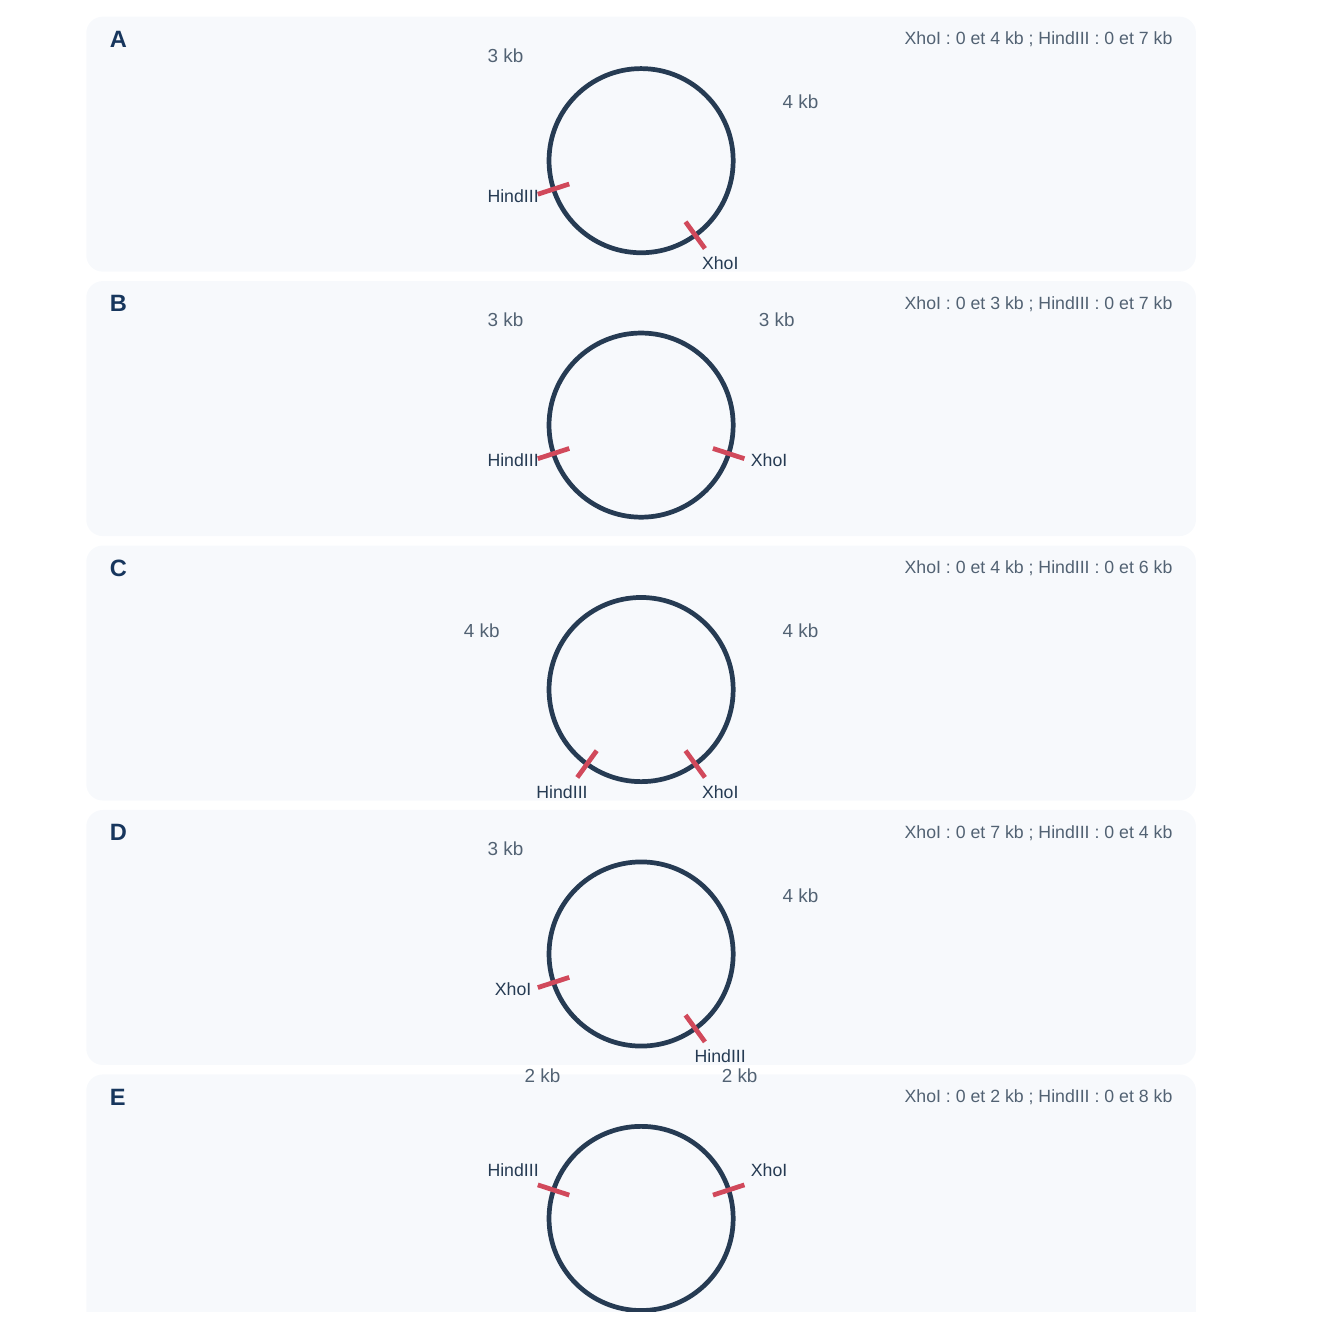 A
XhoI : 0 et 4 kb ; HindIII : 0 et 7 kb
3 kb
4 kb
HindIII
XhoI
B
XhoI : 0 et 3 kb ; HindIII : 0 et 7 kb
3 kb
3 kb
HindIII
XhoI
C
XhoI : 0 et 4 kb ; HindIII : 0 et 6 kb
4 kb
4 kb
HindIII
XhoI
D
XhoI : 0 et 7 kb ; HindIII : 0 et 4 kb
3 kb
4 kb
XhoI
HindIII
2 kb
2 kb
E
XhoI : 0 et 2 kb ; HindIII : 0 et 8 kb
HindIII
XhoI